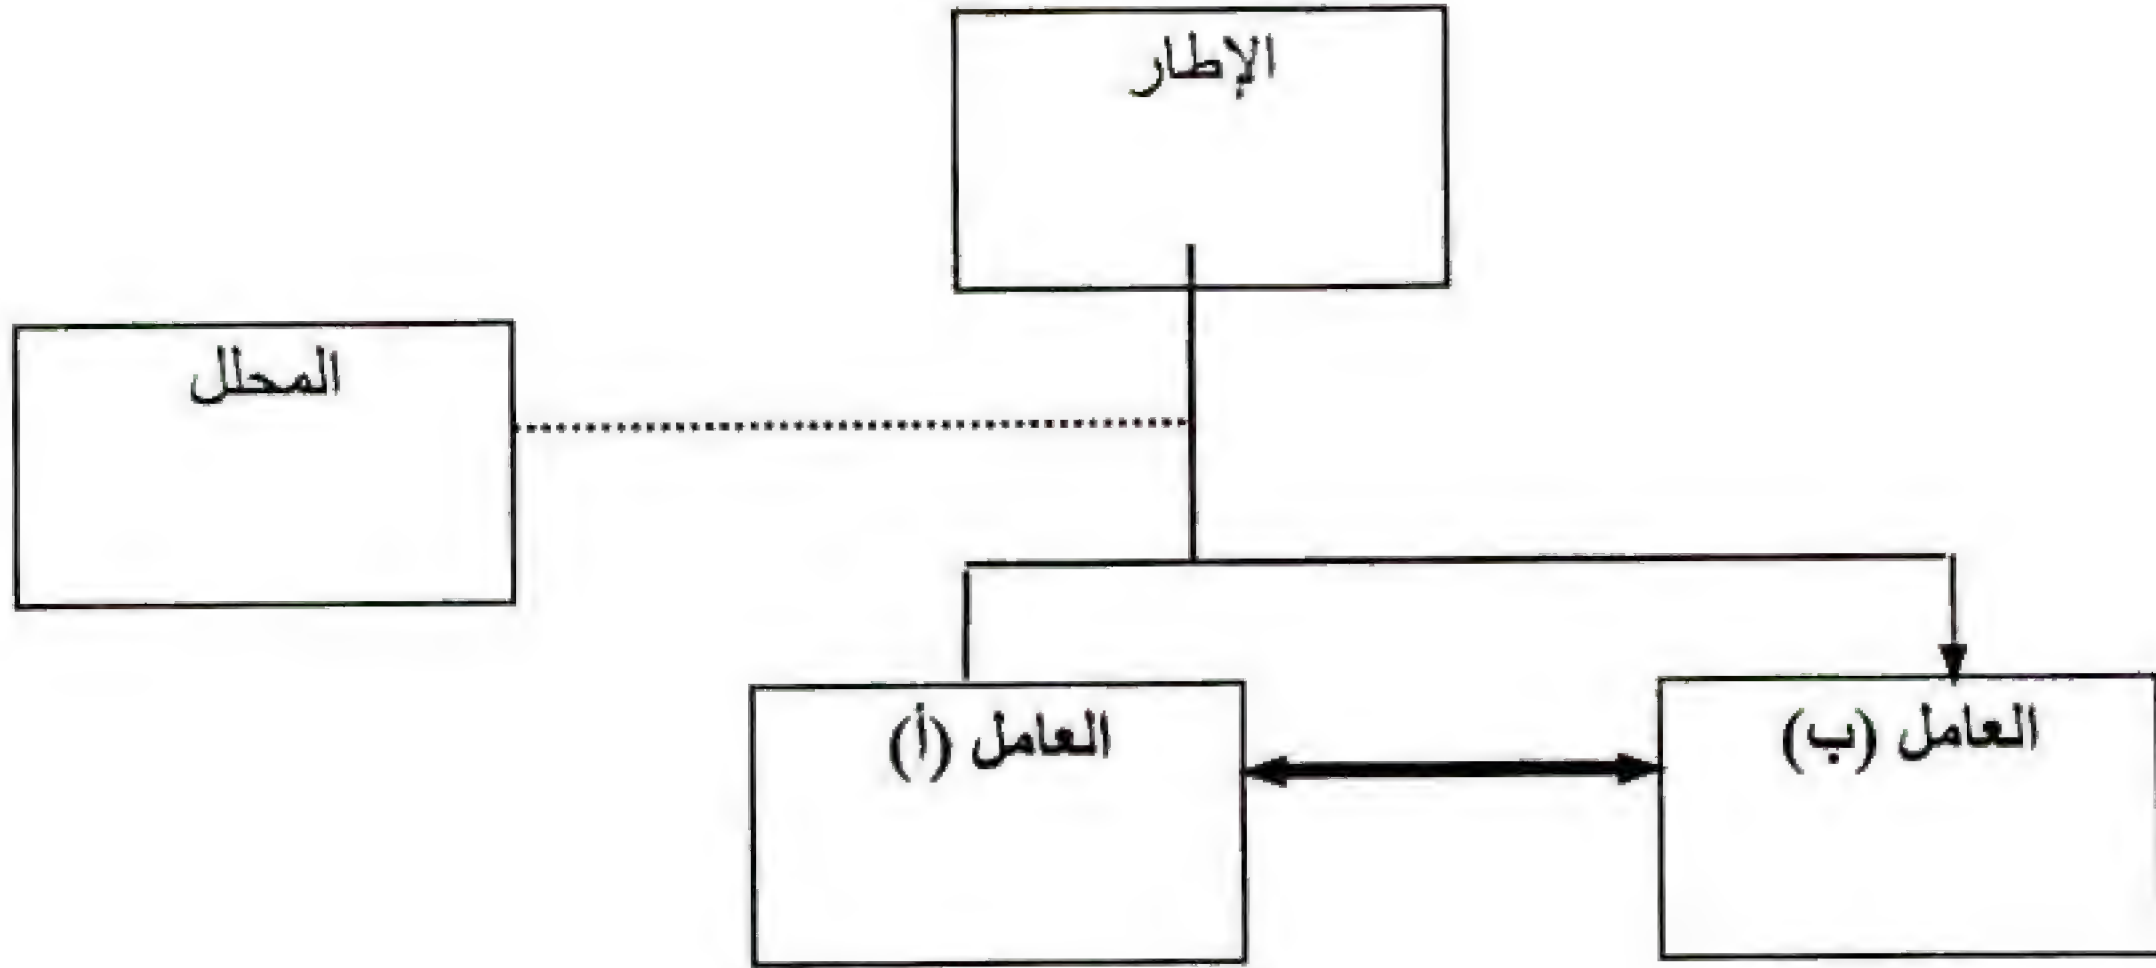 الإطار
المحلل
العامل (ب)
العامل (أ)